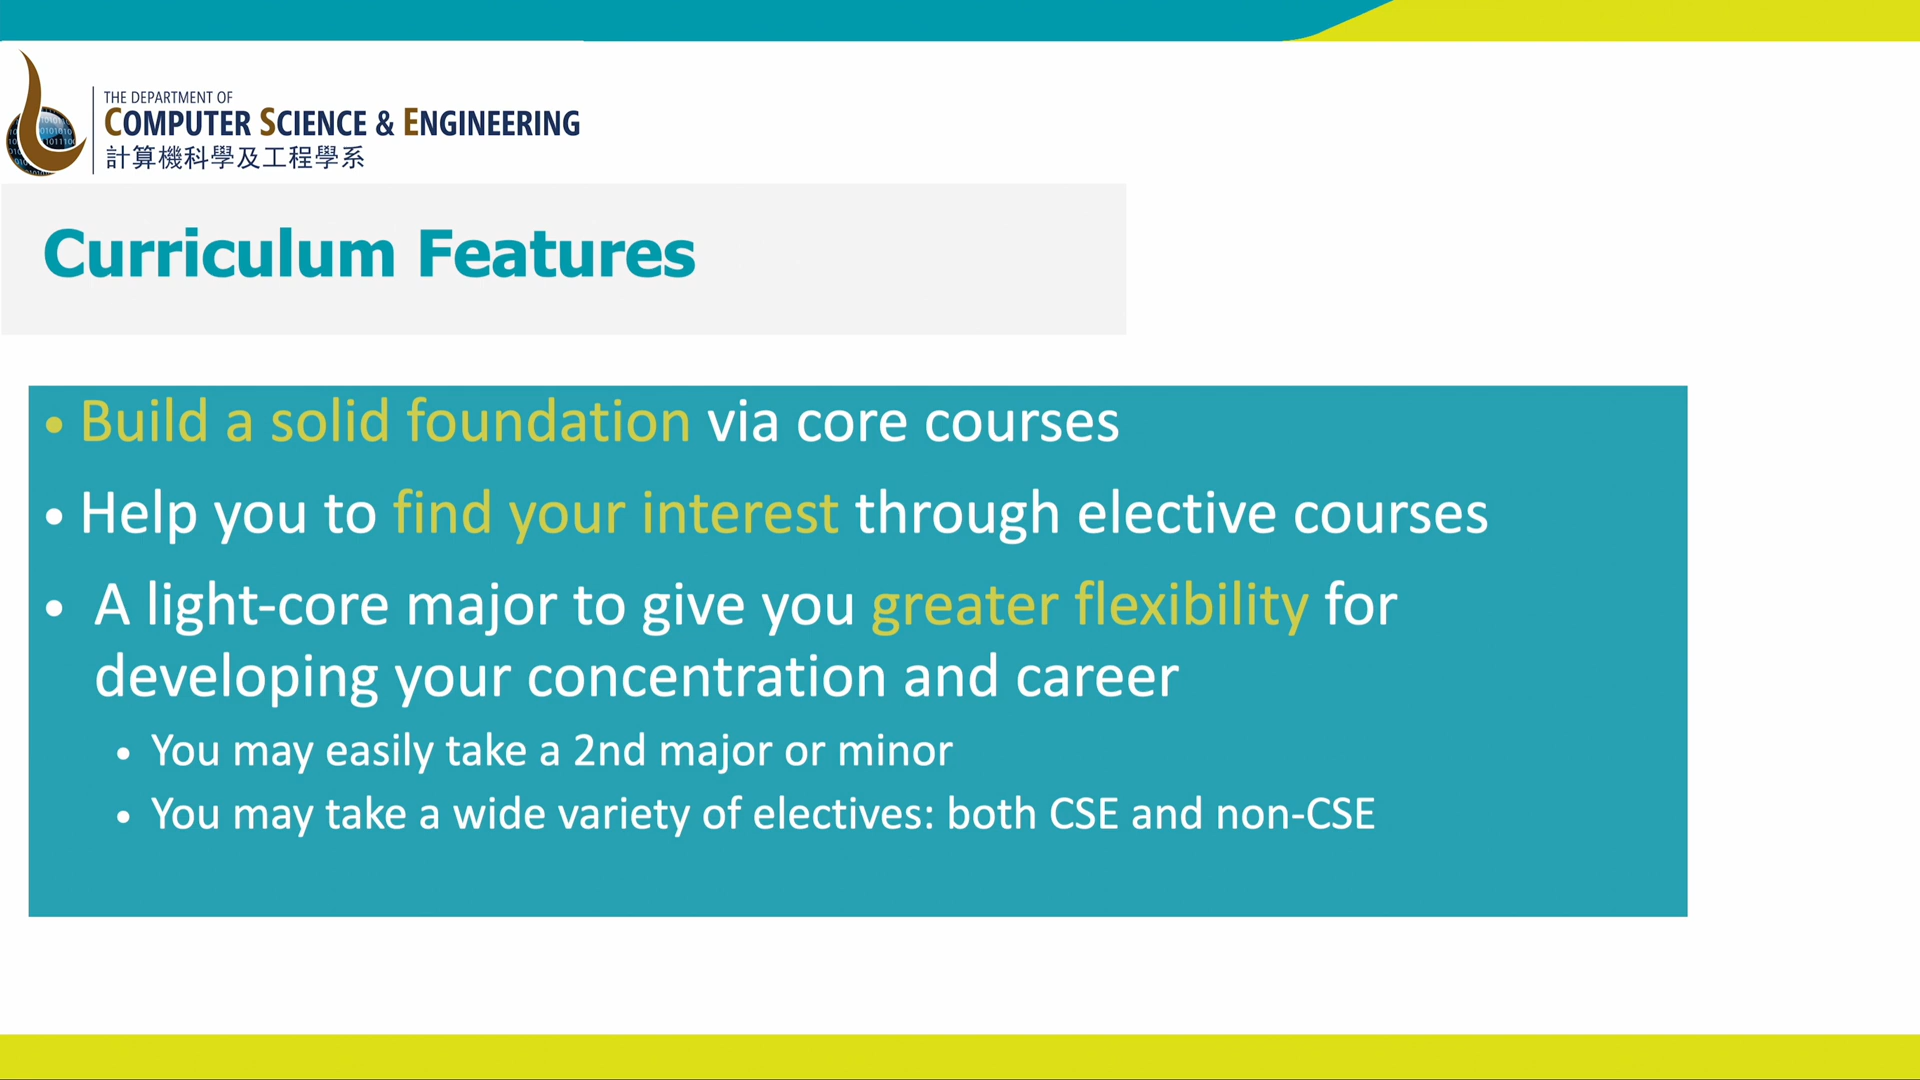 THE DEPARTMENT OF
COMPUTER SCIENCE & ENGINEERING
計算機科學及工程學系
Curriculum Features
• Build a solid foundation via core courses
• Help you to find your interest through elective courses
• A light-core major to give you greater flexibility for
developing your concentration and career
• You may easily take a 2nd major or minor
• You may take a wide variety of electives: both CSE and non-CSE